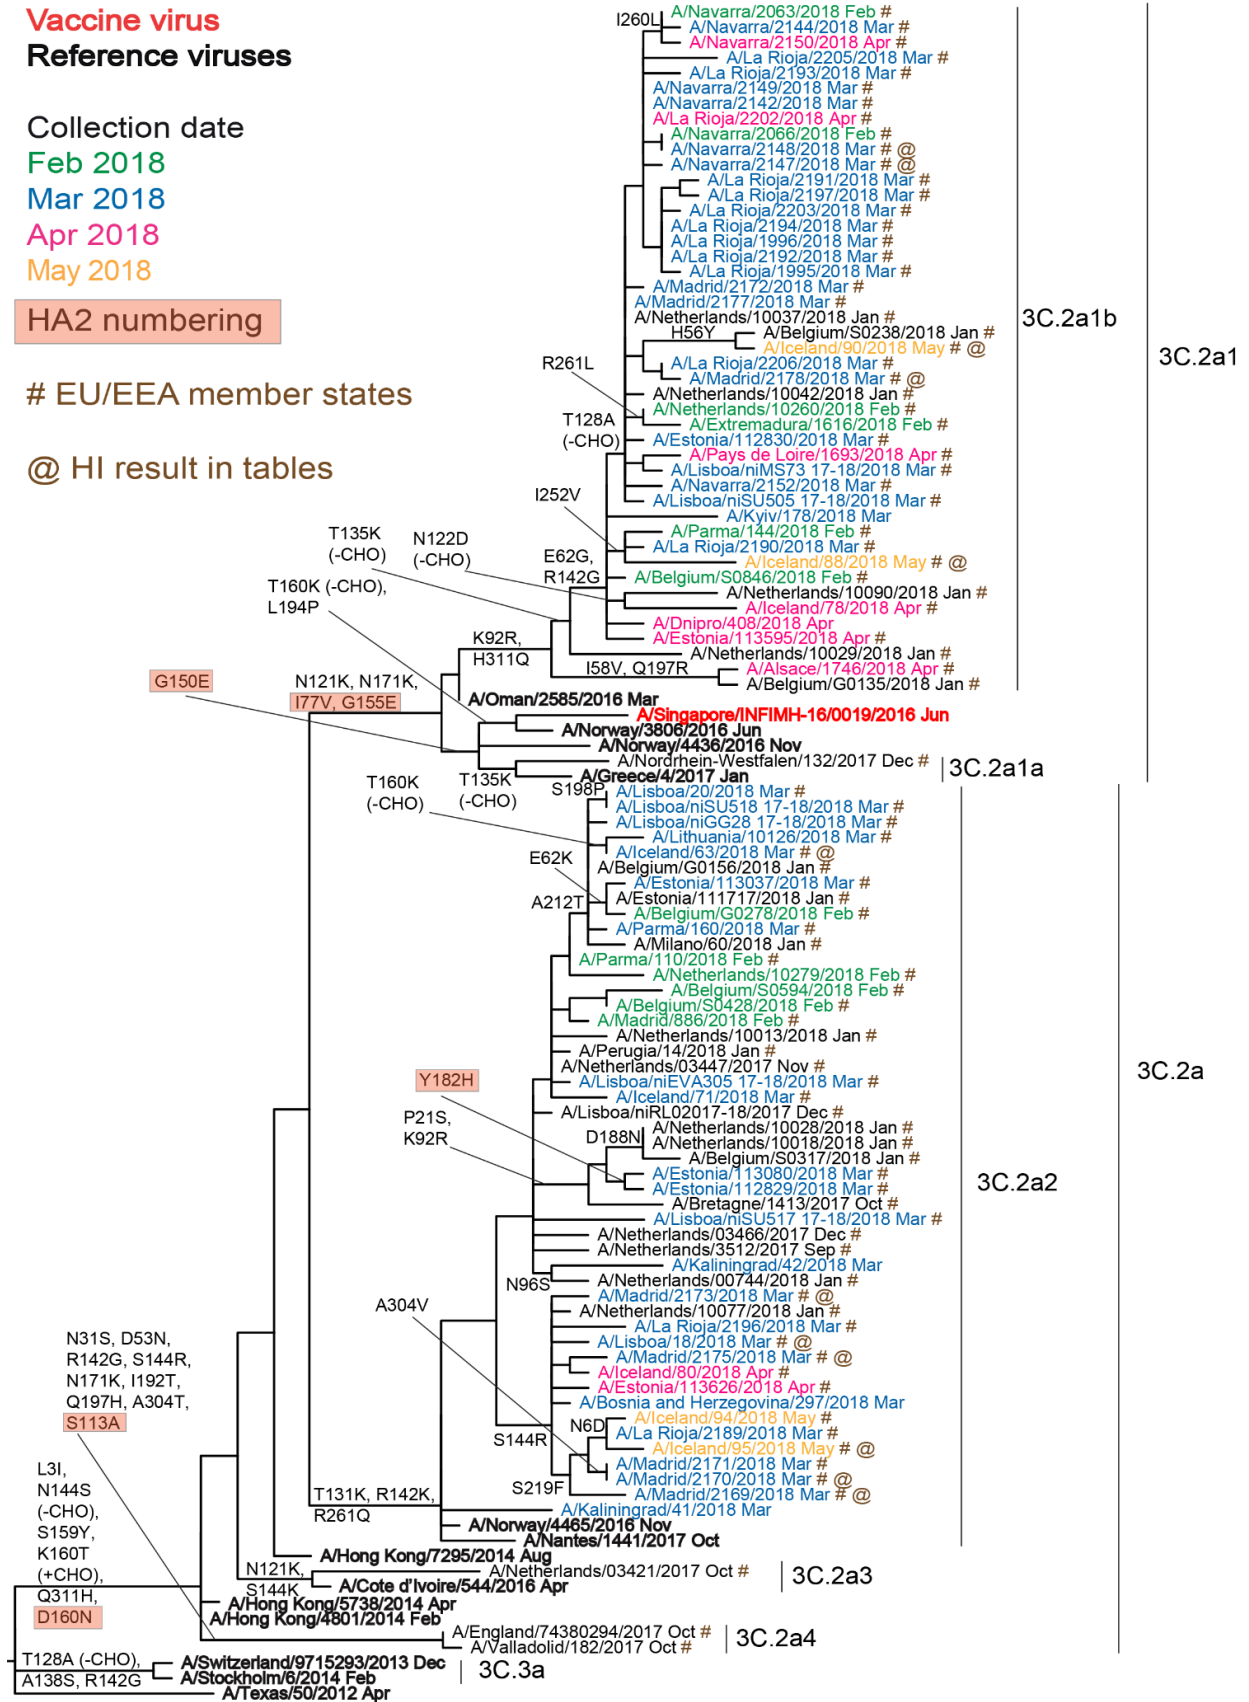 Vaccine virus
Reference viruses
Collection date
Feb 2018
Mar 2018
Apr 2018
May 2018
HA2 numbering
# EU/EEA member states
@ HI result in tables
I260L
A/Navarra/2063/2018 Feb #
A/Navarra/2144/2018 Mar #
A/Navarra/2150/2018 Apr #
A/La Rioja/2205/2018 Mar #
A/La Rioja/2193/2018 Mar #
A/Navarra/2149/2018 Mar #
A/Navarra/2142/2018 Mar #
A/La Rioja/2202/2018 Apr #
A/Navarra/2066/2018 Feb #
A/Navarra/2148/2018 Mar # @
A/Navarra/2147/2018 Mar # @
A/La Rioja/2191/2018 Mar #
A/La Rioja/2197/2018 Mar #
A/La Rioja/2203/2018 Mar #
A/La Rioja/2194/2018 Mar #
A/La Rioja/1996/2018 Mar #
A/La Rioja/2192/2018 Mar #
A/La Rioja/1995/2018 Mar #
A/Madrid/2172/2018 Mar #
A/Madrid/2177/2018 Mar #
A/Netherlands/10037/2018 Jan #
H56Y
A/Belgium/S0238/2018 Jan #
A/Iceland/90/2018 May # @
R261L
A/La Rioja/2206/2018 Mar #
A/Madrid/2178/2018 Mar # @
A/Netherlands/10042/2018 Jan #
A/Netherlands/10260/2018 Feb #
A/Extremadura/1616/2018 Feb #
T128A
(-CHO)
A/Estonia/112830/2018 Mar #
A/Pays de Loire/1693/2018 Apr #
A/Lisboa/niMS73 17-18/2018 Mar #
A/Navarra/2152/2018 Mar #
A/Lisboa/niSU505 17-18/2018 Mar #
I252V
A/Kyiv/178/2018 Mar
A/Parma/144/2018 Feb #
A/La Rioja/2190/2018 Mar #
A/Iceland/88/2018 May # @
T135K
(-CHO)
N122D
(-CHO)
E62G,
R142G
A/Belgium/S0846/2018 Feb #
A/Netherlands/10090/2018 Jan #
A/Iceland/78/2018 Apr #
T160K (-CHO),
L194P
A/Dnipro/408/2018 Apr
A/Estonia/113595/2018 Apr #
K92R,
H311Q
A/Netherlands/10029/2018 Jan #
I58V, Q197R
A/Alsace/1746/2018 Apr #
A/Belgium/G0135/2018 Jan #
3C.2a1b
3C.2a1
G150E
N121K, N171K,
I77V, G155E
A/Oman/2585/2016 Mar
A/Singapore/INFIMH-16/0019/2016 Jun
A/Norway/3806/2016 Jun
A/Norway/4436/2016 Nov
A/Nordrhein-Westfalen/132/2017 Dec #
A/Greece/4/2017 Jan
3C.2a1a
T160K
(-CHO)
T135K
(-CHO)
S198P
A/Lisboa/20/2018 Mar #
A/Lisboa/niSU518 17-18/2018 Mar #
A/Lisboa/niGG28 17-18/2018 Mar #
A/Lithuania/10126/2018 Mar #
A/Iceland/63/2018 Mar # @
E62K
A/Belgium/G0156/2018 Jan #
A/Estonia/113037/2018 Mar #
A/Estonia/111717/2018 Jan #
A212T
A/Belgium/G0278/2018 Feb #
A/Parma/160/2018 Mar #
A/Milano/60/2018 Jan #
A/Parma/110/2018 Feb #
A/Netherlands/10279/2018 Feb #
A/Belgium/S0594/2018 Feb #
A/Belgium/S0428/2018 Feb #
A/Madrid/886/2018 Feb #
A/Netherlands/10013/2018 Jan #
A/Perugia/14/2018 Jan #
A/Netherlands/03447/2017 Nov #
A/Lisboa/niEVA305 17-18/2018 Mar #
A/Iceland/71/2018 Mar #
A/Lisboa/niRL02017-18/2017 Dec #
Y182H
P21S,
K92R
D188N
A/Netherlands/10028/2018 Jan #
A/Netherlands/10018/2018 Jan #
A/Belgium/S0317/2018 Jan #
A/Estonia/113080/2018 Mar #
A/Estonia/112829/2018 Mar #
A/Bretagne/1413/2017 Oct #
A/Lisboa/niSU517 17-18/2018 Mar #
A/Netherlands/03466/2017 Dec #
A/Netherlands/3512/2017 Sep #
A/Kaliningrad/42/2018 Mar
N96S
A/Netherlands/00744/2018 Jan #
3C.2a2
3C.2a
A304V
A/Madrid/2173/2018 Mar # @
A/Netherlands/10077/2018 Jan #
A/La Rioja/2196/2018 Mar #
A/Lisboa/18/2018 Mar # @
A/Madrid/2175/2018 Mar # @
A/Iceland/80/2018 Apr #
A/Estonia/113626/2018 Apr #
A/Bosnia and Herzegovina/297/2018 Mar
N6D
A/Iceland/94/2018 May #
A/La Rioja/2189/2018 Mar #
S144R
A/Iceland/95/2018 May # @
A/Madrid/2171/2018 Mar #
A/Madrid/2170/2018 Mar # @
S219F
A/Madrid/2169/2018 Mar # @
N31S, D53N,
R142G, S144R,
N171K, I192T,
Q197H, A304T,
S113A
T131K, R142K,
R261Q
A/Kaliningrad/41/2018 Mar
A/Norway/4465/2016 Nov
A/Nantes/1441/2017 Oct
L3I,
N144S
(-CHO),
S159Y,
K160T
(+CHO),
Q311H,
D160N
A/Hong Kong/7295/2014 Aug
N121K,
S144K
A/Netherlands/03421/2017 Oct #
A/Cote d'Ivoire/544/2016 Apr
3C.2a3
A/Hong Kong/5738/2014 Apr
A/Hong Kong/4801/2014 Feb
A/England/74380294/2017 Oct #
A/Valladolid/182/2017 Oct #
3C.2a4
T128A (-CHO),
A138S, R142G
A/Switzerland/9715293/2013 Dec
A/Stockholm/6/2014 Feb
3C.3a
A/Texas/50/2012 Apr